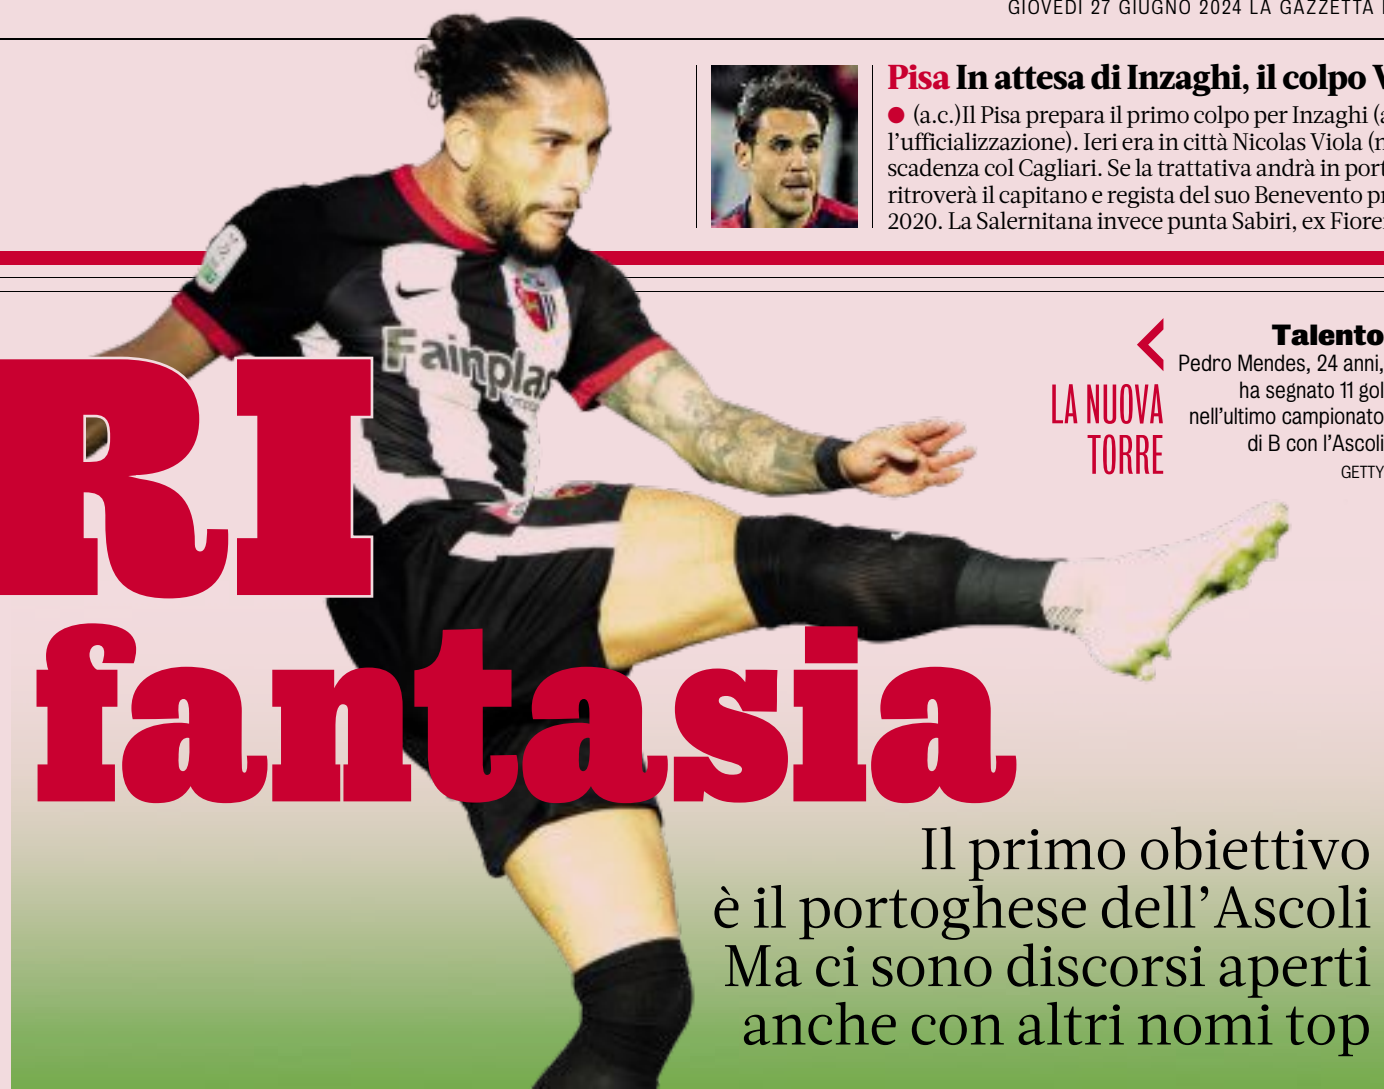 GIOVEDÌ 27 GIUGNO 2024 LA GAZZETTA
Pisa In attesa di Inzaghi, il colpo
● (a.c.)Il Pisa prepara il primo colpo per Inzaghi
l'ufficializzazione). Ieri era in città Nicolas Viola
scadenza col Cagliari. Se la trattativa andrà in port
ritroverà il capitano e regista del suo Benevento
2020. La Salernitana invece punta Sabiri, ex Fiore
Fainplas
LA NUOVA
TORRE
Talento
Pedro Mendes, 24 anni,
ha segnato 11 gol
nell'ultimo campionato
di B con l'Ascoli
GETTY
RI
fantasia
Il primo obiettivo
è il portoghese dell'Ascoli
Ma ci sono discorsi aperti
anche con altri nomi top